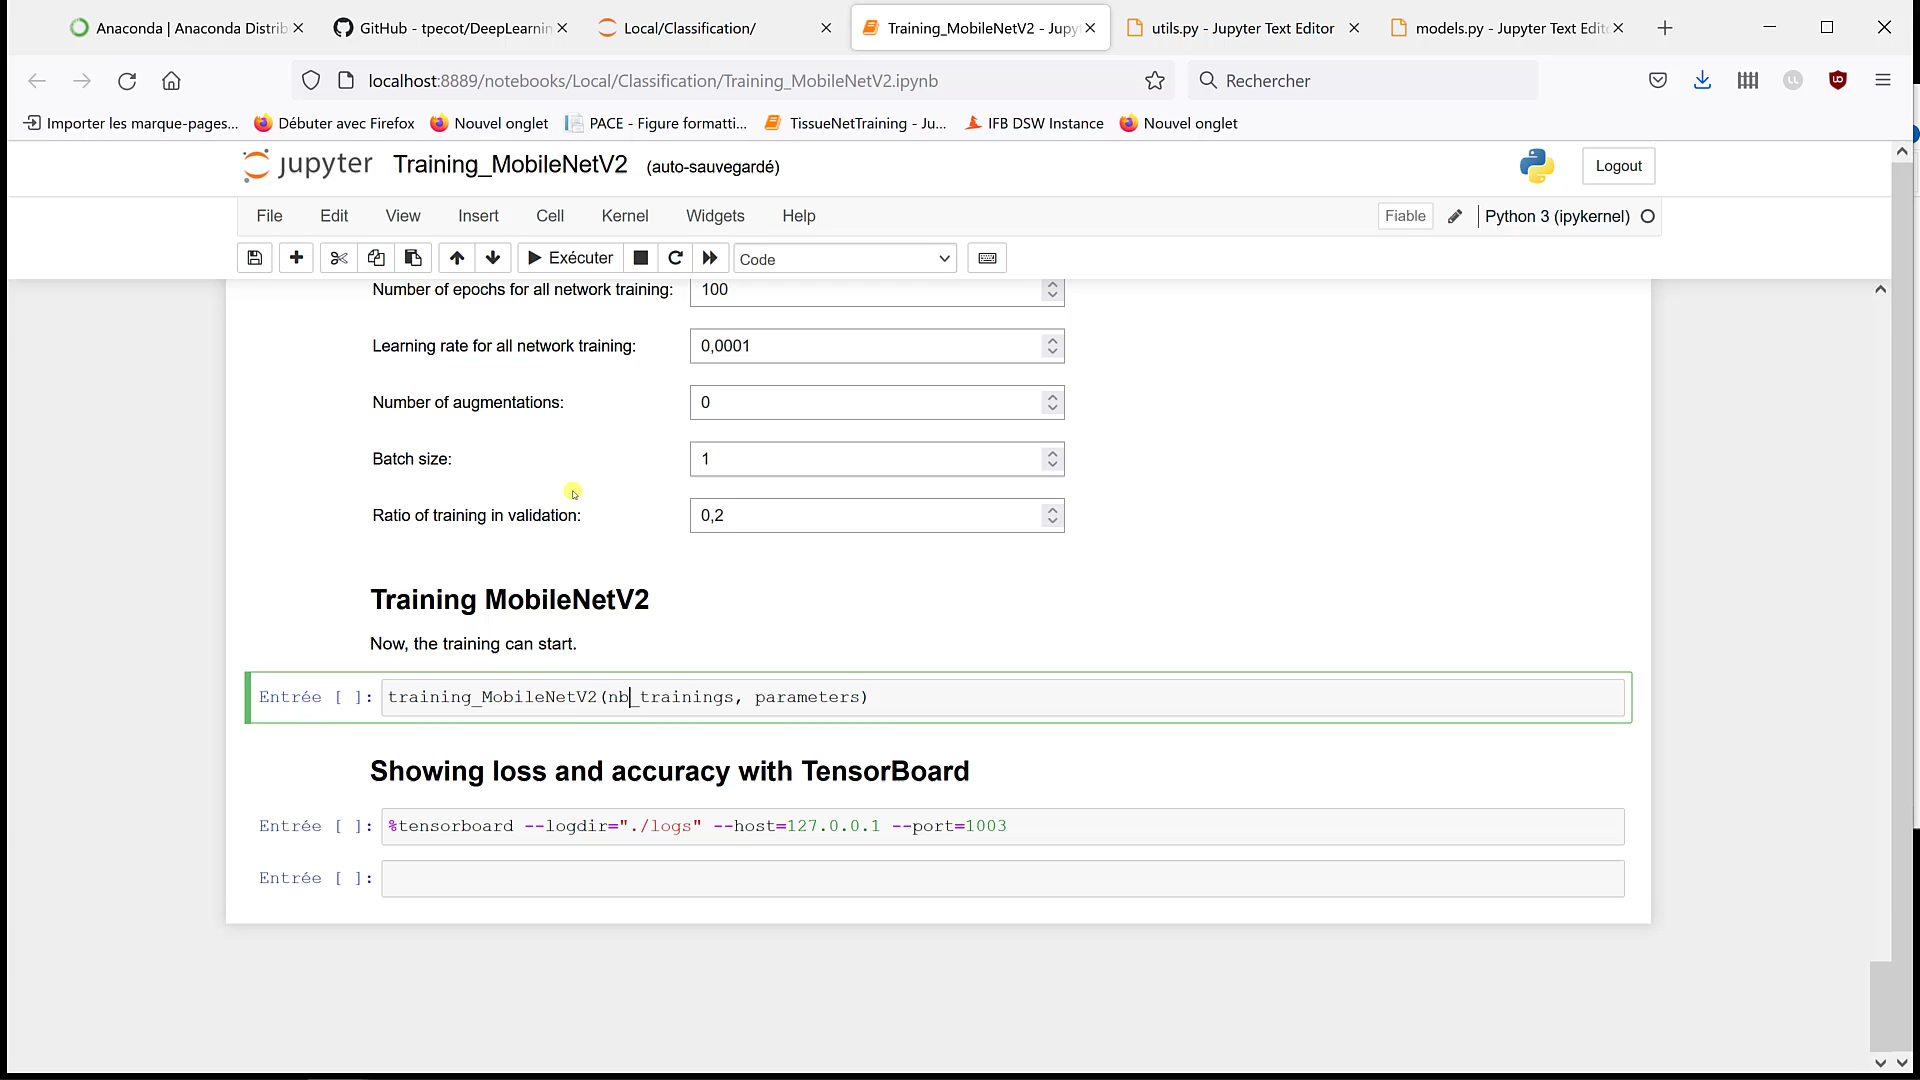 Anaconda | Anaconda Distrib
GitHub - tpecot/DeepLearnin
Local/Classification/
Training_MobileNetV2 - Jupy
utils.py - Jupyter Text Editor
models.py - Jupyter Text Edito
localhost:8889/notebooks/Local/Classification/Training_MobileNetV2.ipynb
Rechercher
Importer les marque-pages...
Débuter avec Firefox
Nouvel onglet
PACE - Figure formatti...
TissueNetTraining - Ju...
IFB DSW Instance
Nouvel onglet
jupyter Training_MobileNetV2 (auto-sauvegardé)
Logout
File Edit View Insert Cell Kernel Widgets Help
Fiable
Python 3 (ipykernel)
Exécuter
Code
Number of epochs for all network training: 100
Learning rate for all network training: 0,0001
Number of augmentations: 0
Batch size: 1
Ratio of training in validation: 0,2
Training MobileNetV2
Now, the training can start.
Entrée [ ]: training_MobileNetV2(nb_trainings, parameters)
Showing loss and accuracy with TensorBoard
Entrée [ ]: %tensorboard --logdir="./logs" --host=127.0.0.1 --port=1003
Entrée [ ]: